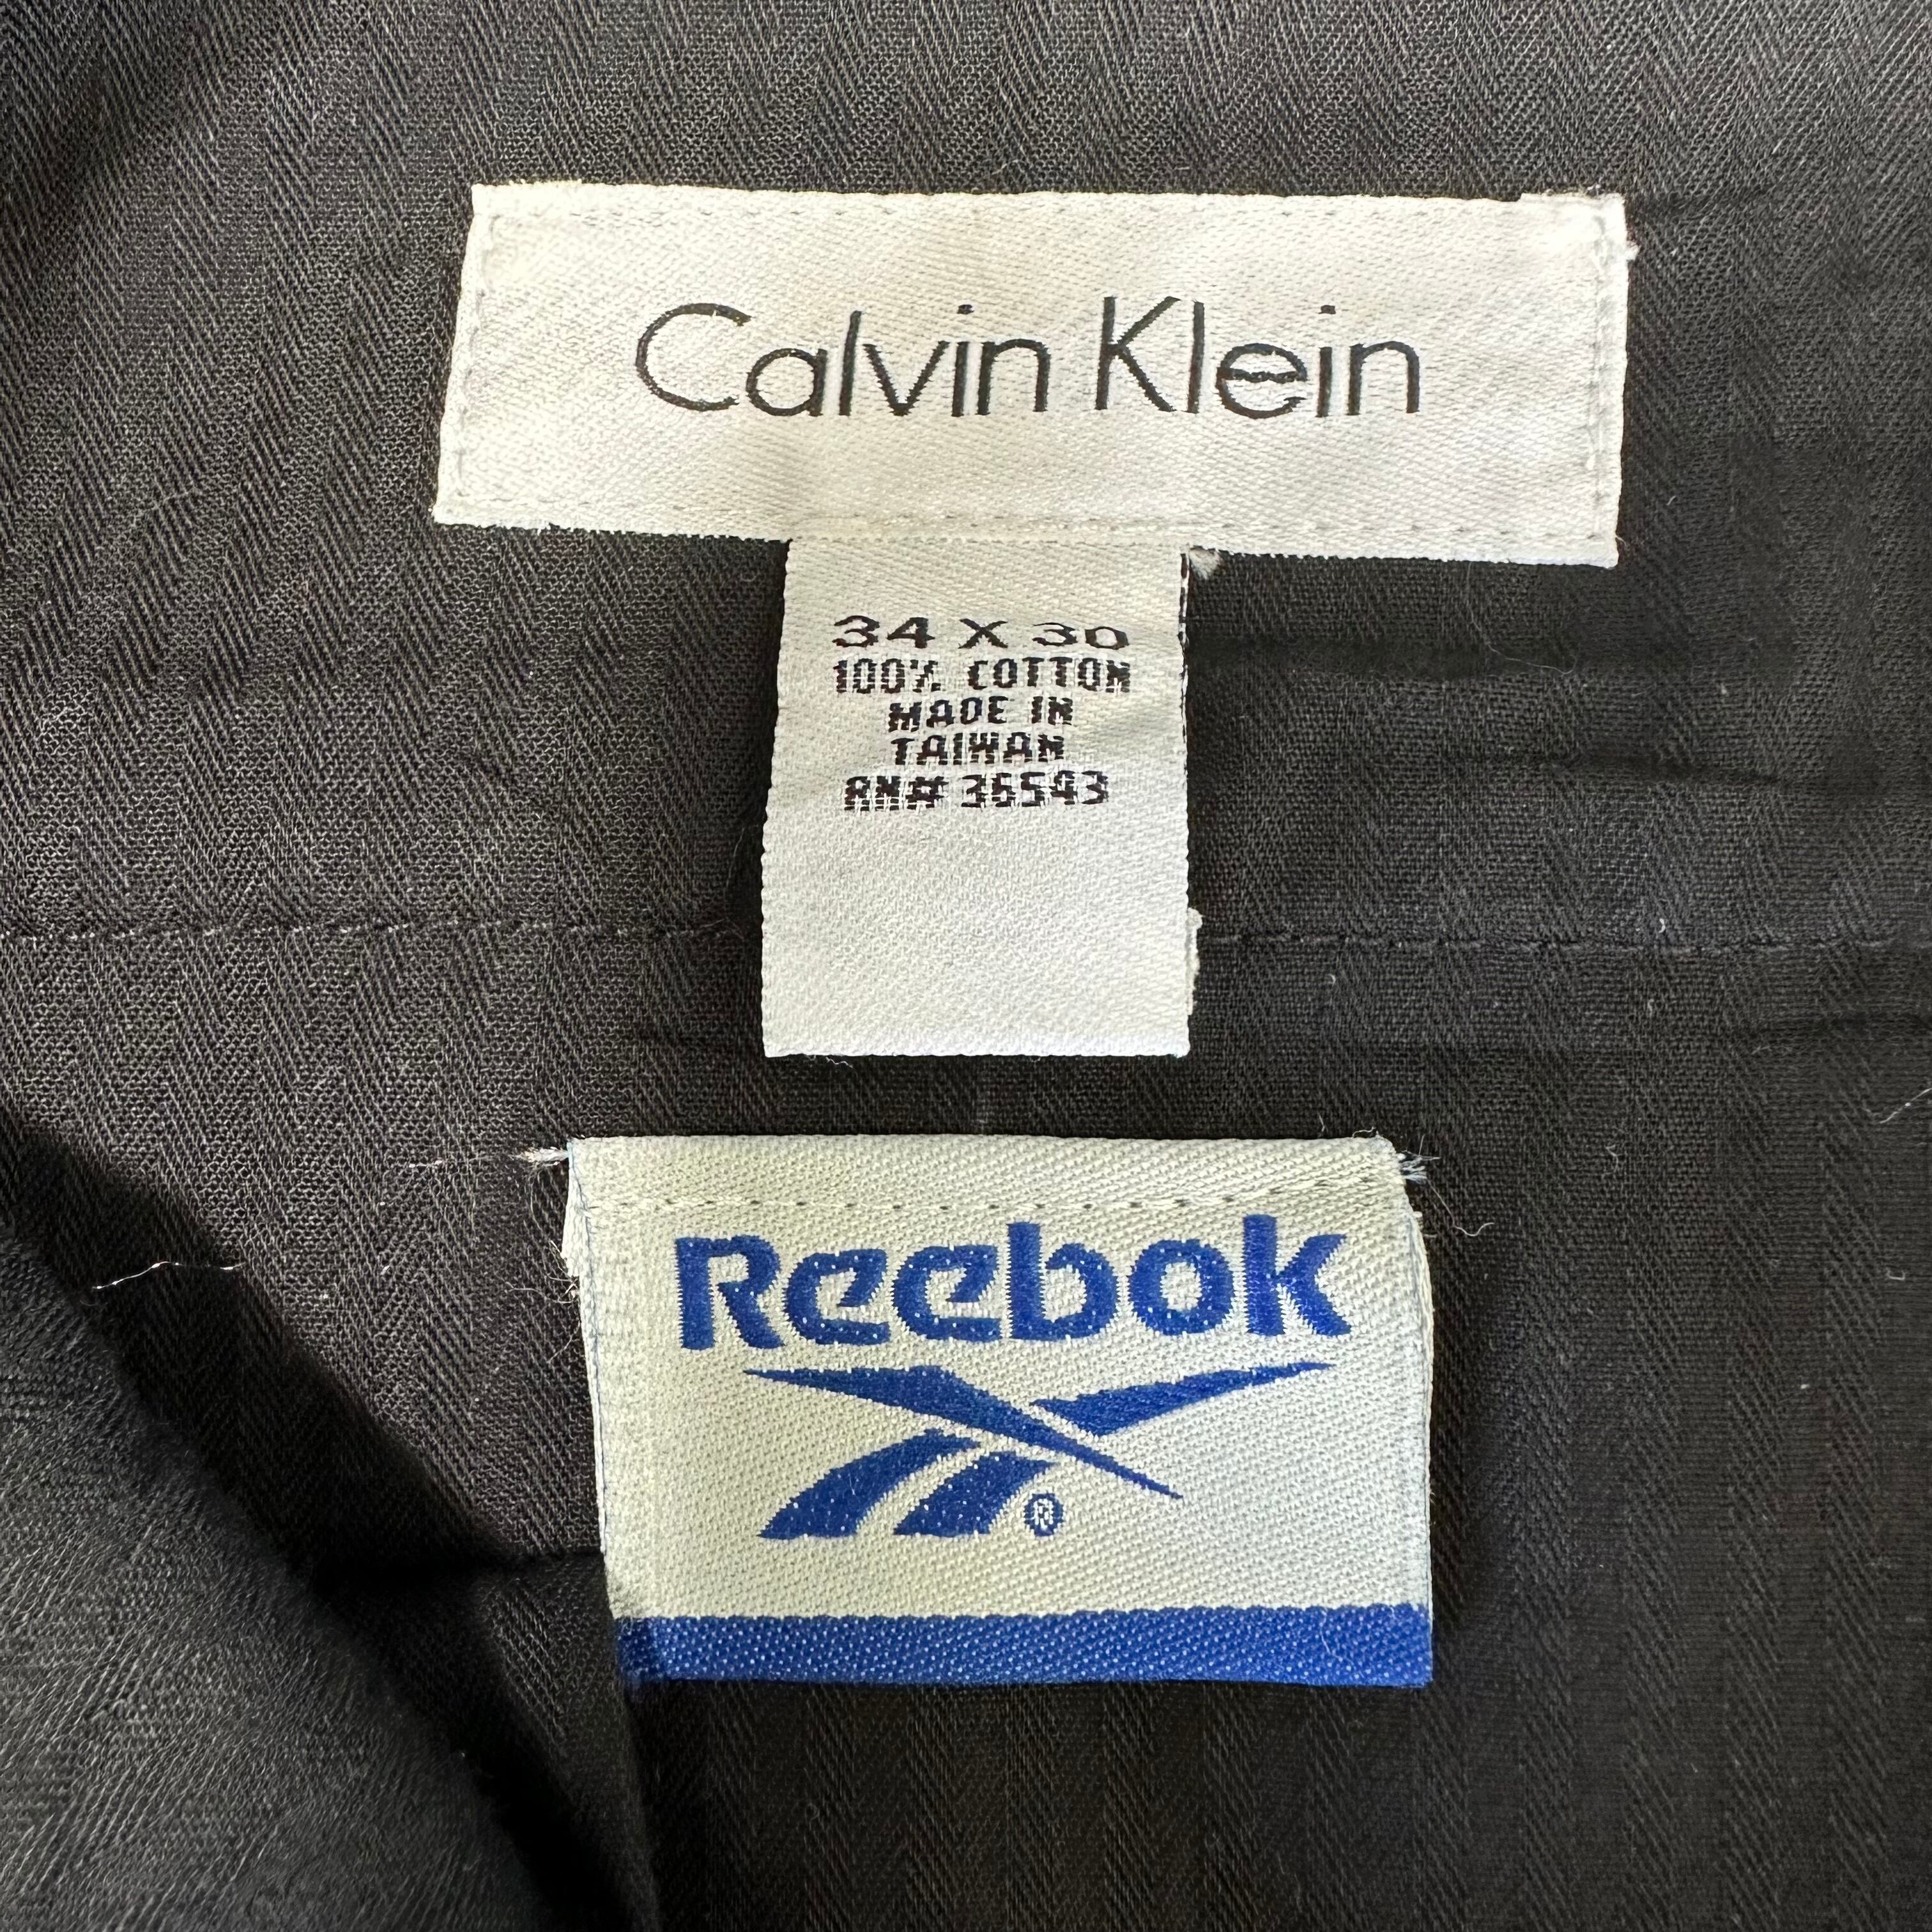 Calvin Klein
34 X 30
100% COTTON
MADE IN
TAIWAN
RN# 36543
Reebok
®